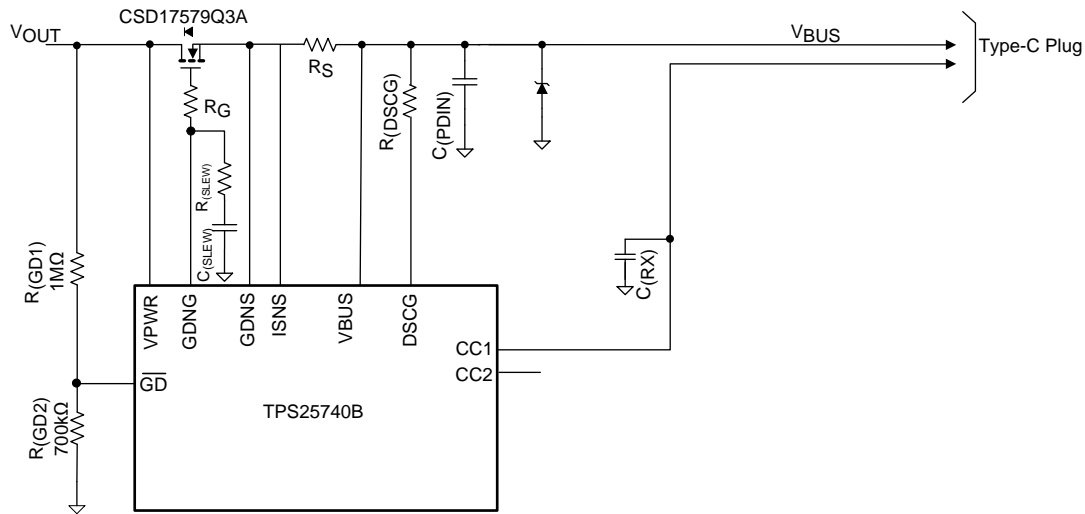 CSD17579Q3A
VOUT
VBUS
Type-C Plug
RS
RG
R(DSCG)
C(PDIN)
R(SLEW)
C(SLEW)
R(GD1)
1MΩ
C(RX)
VPWR
GDNG
GDNS
ISNS
VBUS
DSCG
CC1
CC2
GD
TPS25740B
R(GD2)
700kΩ